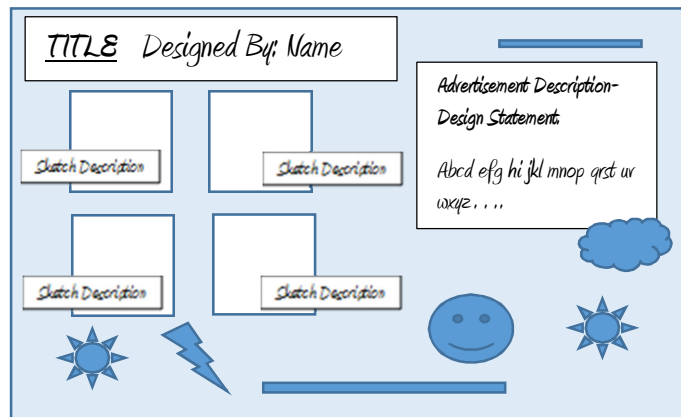 TITLE Designed By: Name
Advertisement Description-
Design Statement
Abcd efg hi jkl mnop qrst uv
wxyz . . . .
Sketch Description
Sketch Description
Sketch Description
Sketch Description